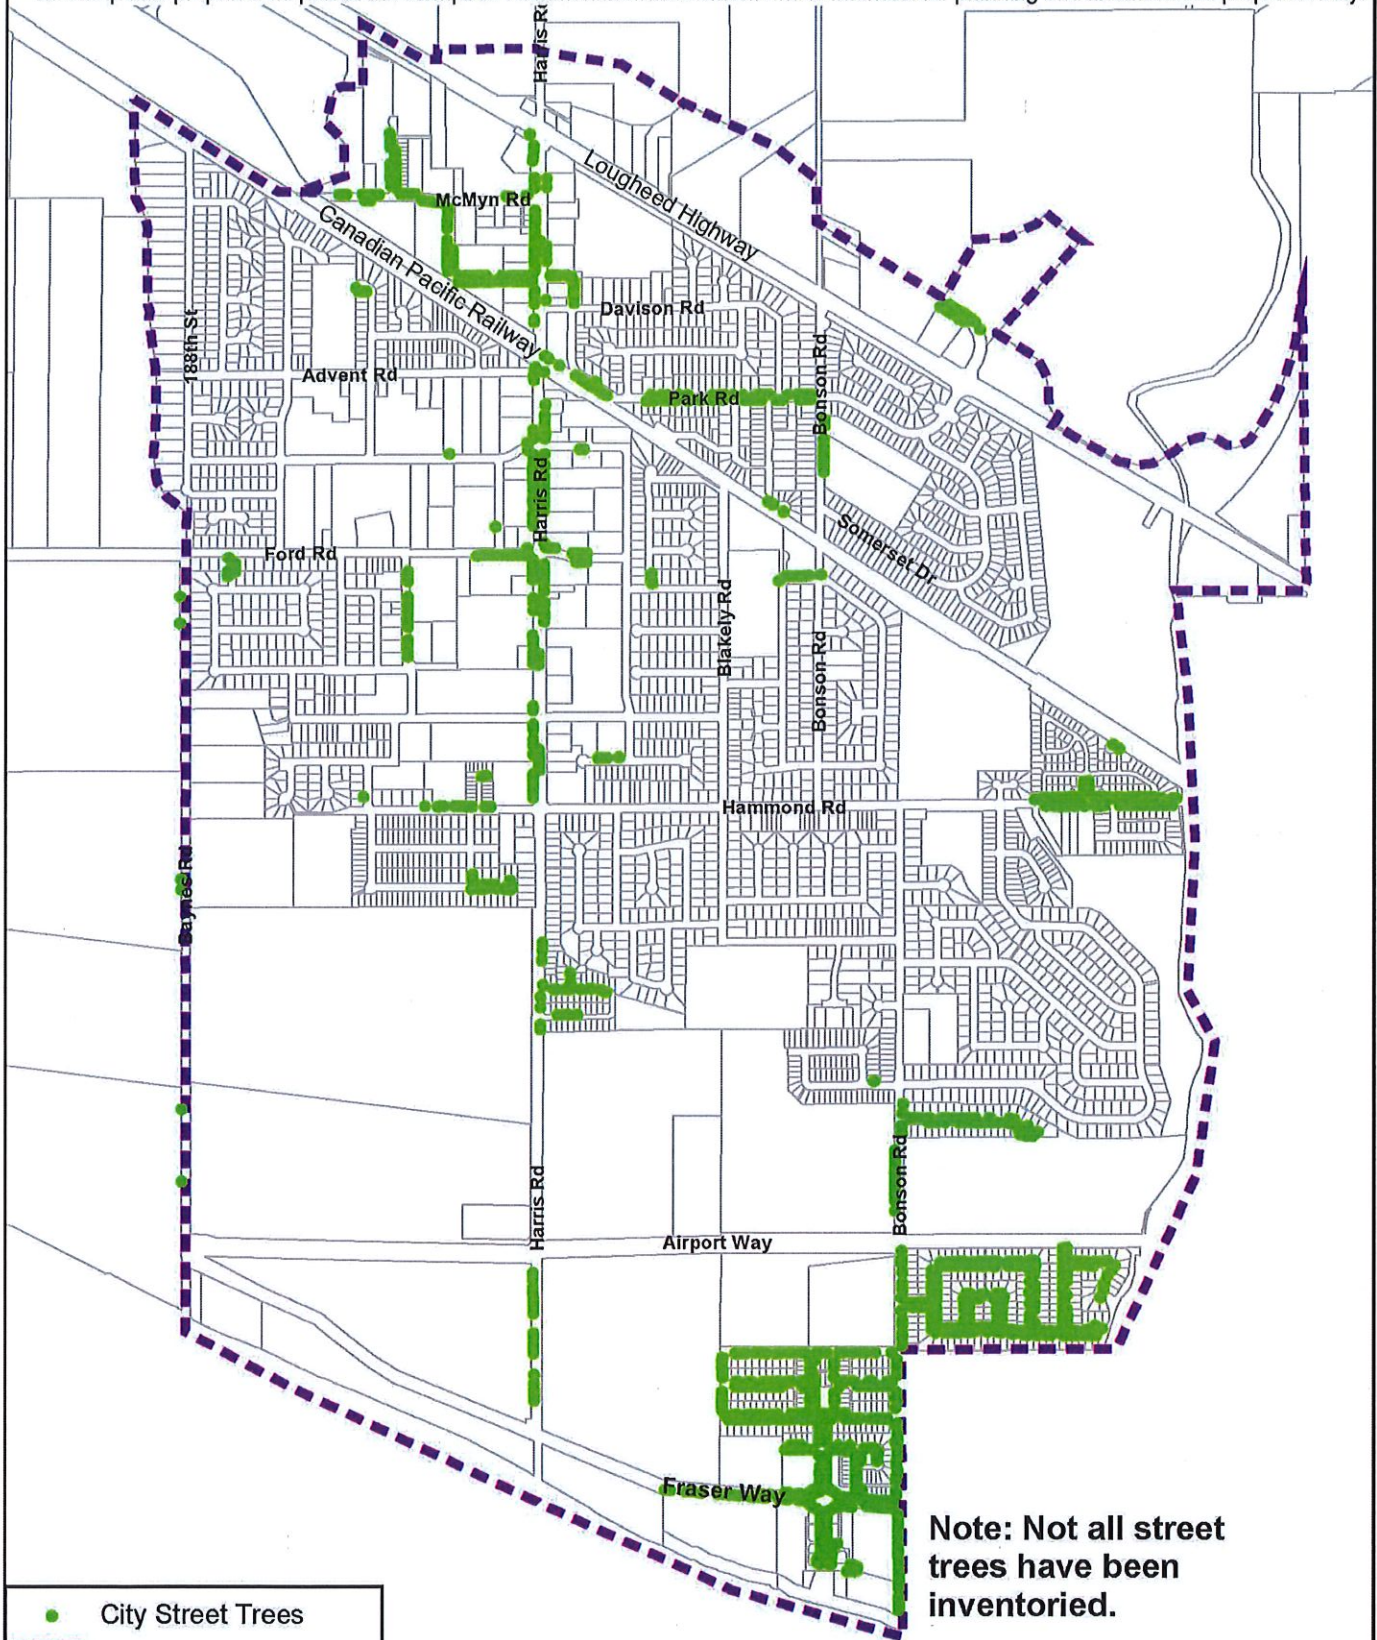 Harris Rd
Lougheed Highway
McMyn Rd
Canadian Pacific Railway
Davison Rd
188th St
Advent Rd
Park Rd
Bonson Rd
Harris Rd
Somerset Dr
Ford Rd
Blakely Rd
Bonson Rd
Hammond Rd
Baynes Rd
Harris Rd
Bonson Rd
Airport Way
Fraser Way
Note: Not all street
trees have been
inventoried.
City Street Trees